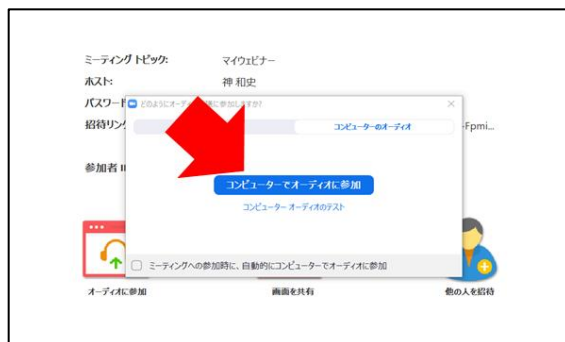 ミーティング トピック: マイウェビナー
ホスト: 神 和史
パスワード
どのようにオーディオ に参加しますか?
招待リン
コンピューターのオーディオ
-Fpmi...
参加者 ID
コンピューターでオーディオに参加
コンピューター オーディオのテスト
ミーティングへの参加時に、自動的にコンピューターでオーディオに参加
オーディオに参加 画面を共有 他の人を招待